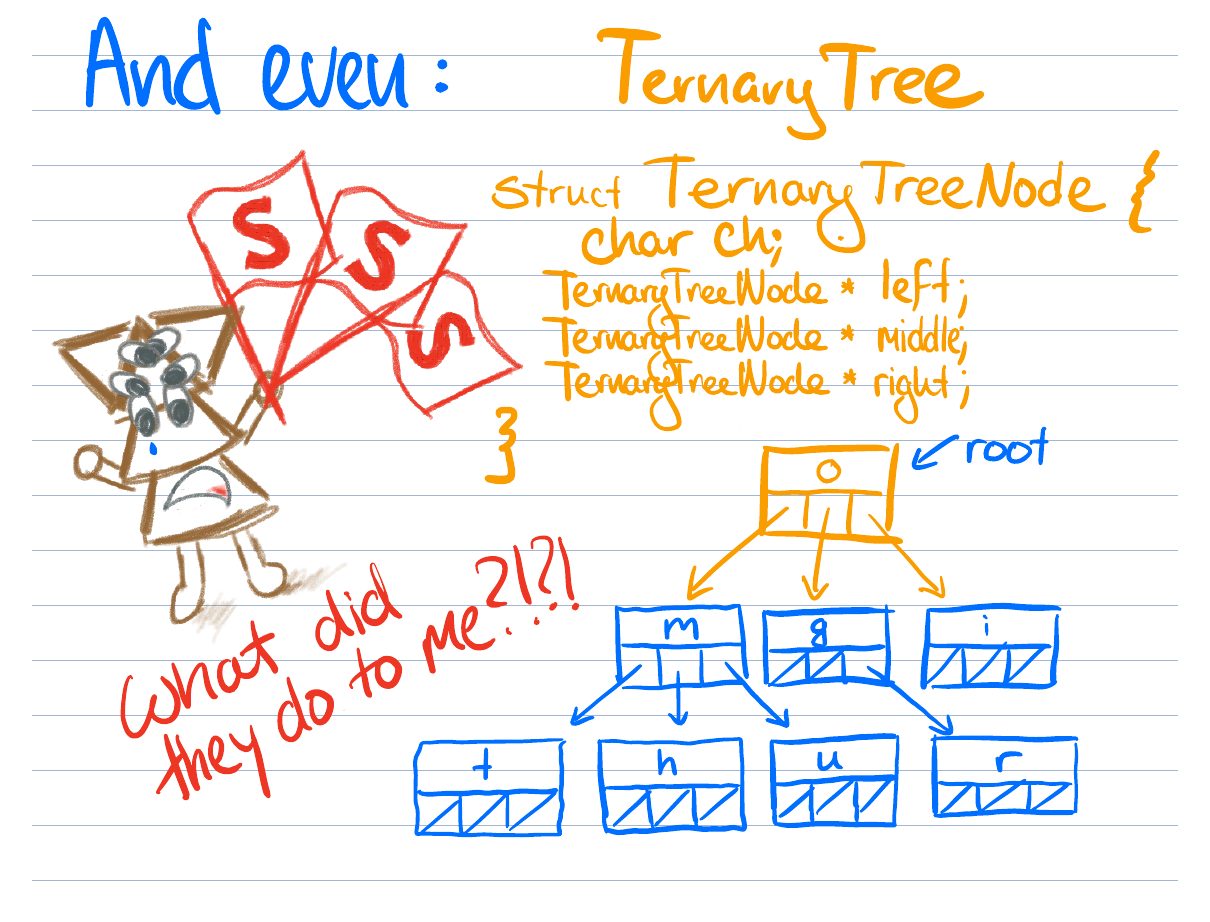 And even:
TernaryTree
struct TernaryTreeNode {
char ch;
TernaryTreeNode * left;
TernaryTreeNode * middle;
TernaryTreeNode * right;
}
S S S
What did
they do to me?!?!
root
o
m g i
t h u r